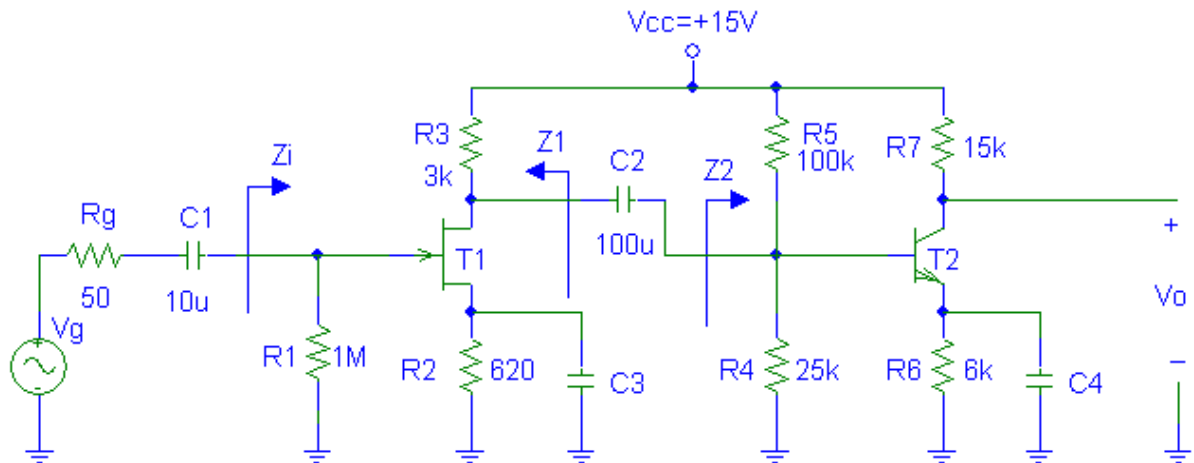 Vcc=+15V
R3
3k
Z1
C2
100u
Z2
R5
100k
R7
15k
Zi
Rg
50
C1
10u
Vg
T1
T2
+
Vo
-
R1
1M
R2
620
C3
R4
25k
R6
6k
C4